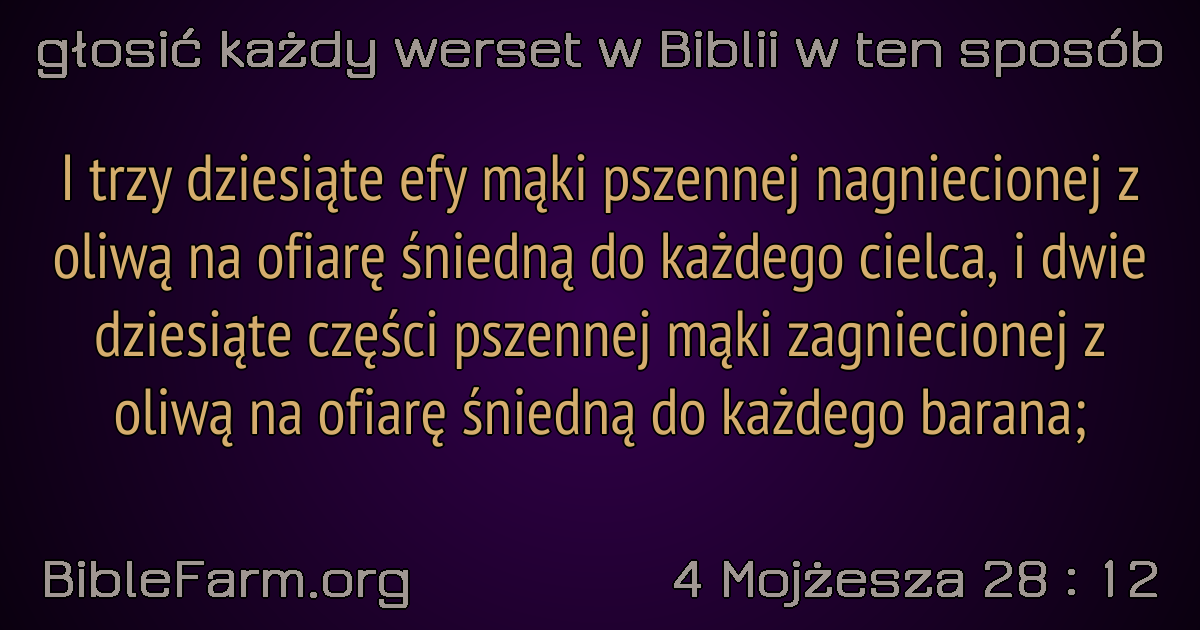 głosić każdy werset w Biblii w ten sposób
I trzy dziesiąte efy mąki pszennej nagniecionej z
oliwą na ofiarę śniedną do każdego cielca, i dwie
dziesiąte części pszennej mąki zagniecionej z
oliwą na ofiarę śniedną do każdego barana;
BibleFarm.org
4 Mojżesza 28 : 12